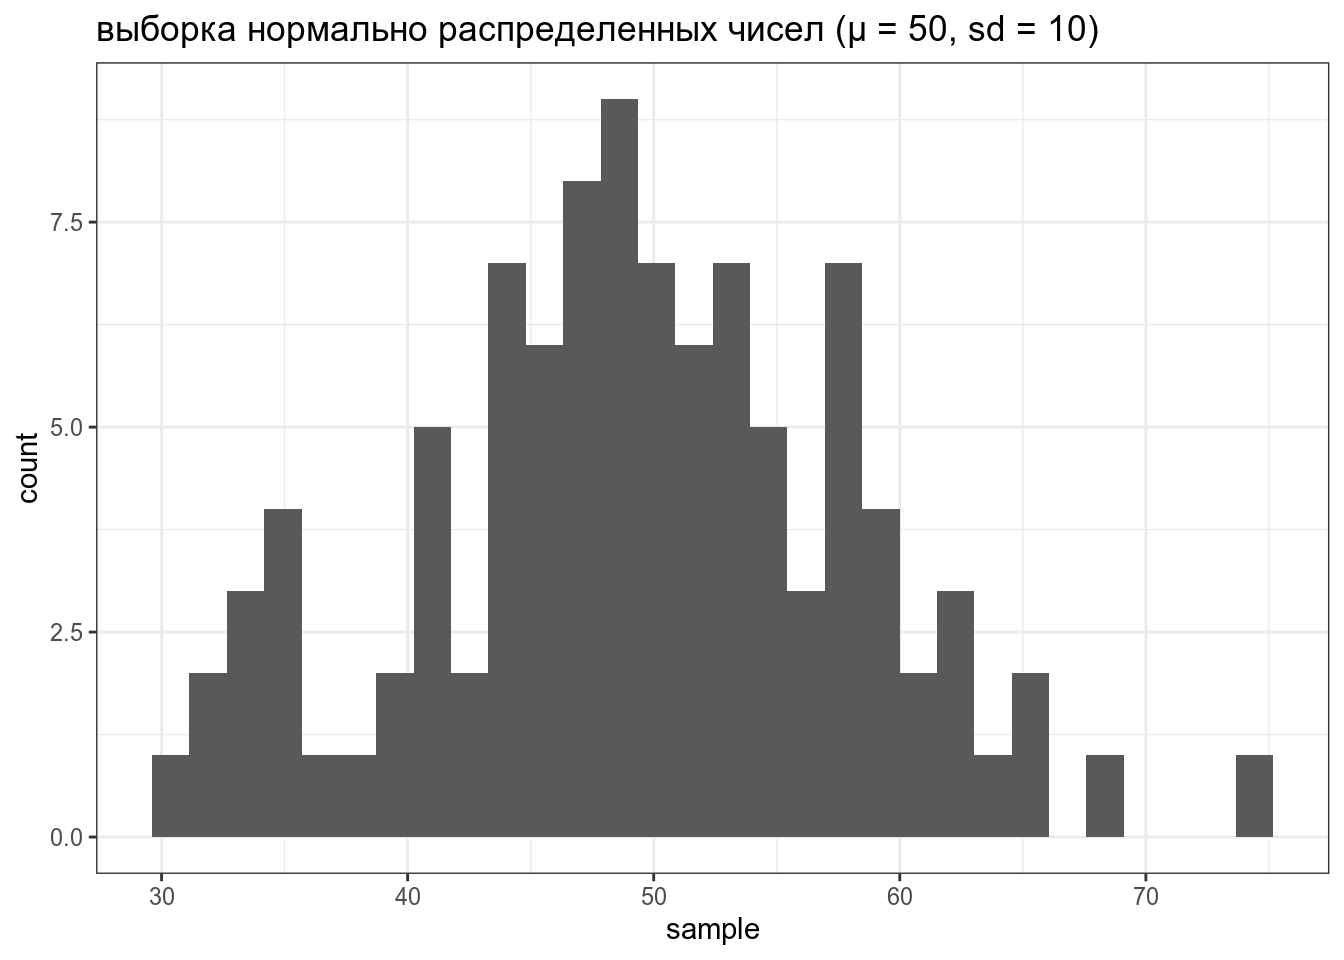 выборка нормально распределенных чисел (μ = 50, sd = 10)
7.5
5.0
2.5
0.0
count
30 40 50 60 70
sample